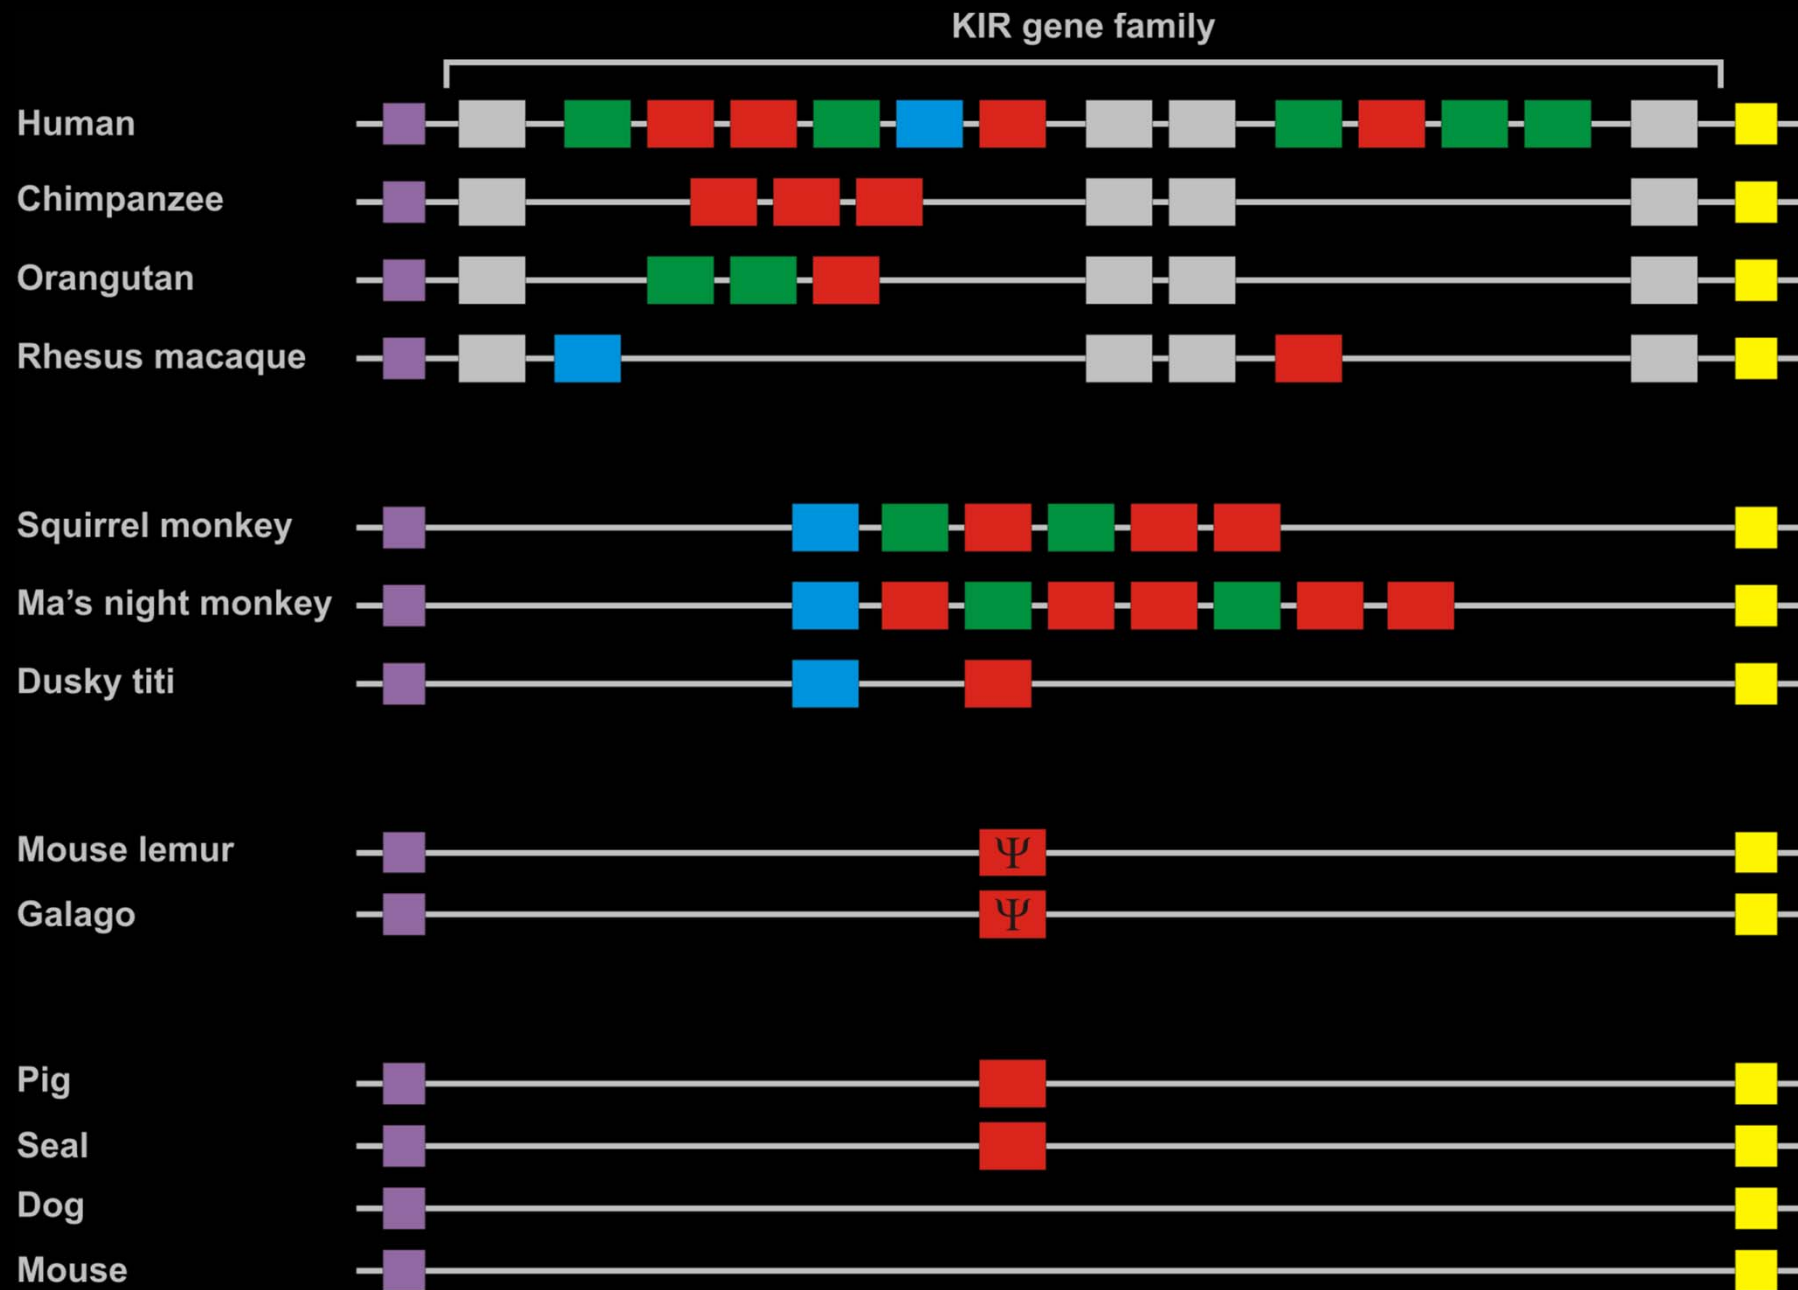 KIR gene family
Human
Chimpanzee
Orangutan
Rhesus macaque
Squirrel monkey
Ma’s night monkey
Dusky titi
Mouse lemur
Ψ
Galago
Ψ
Pig
Seal
Dog
Mouse